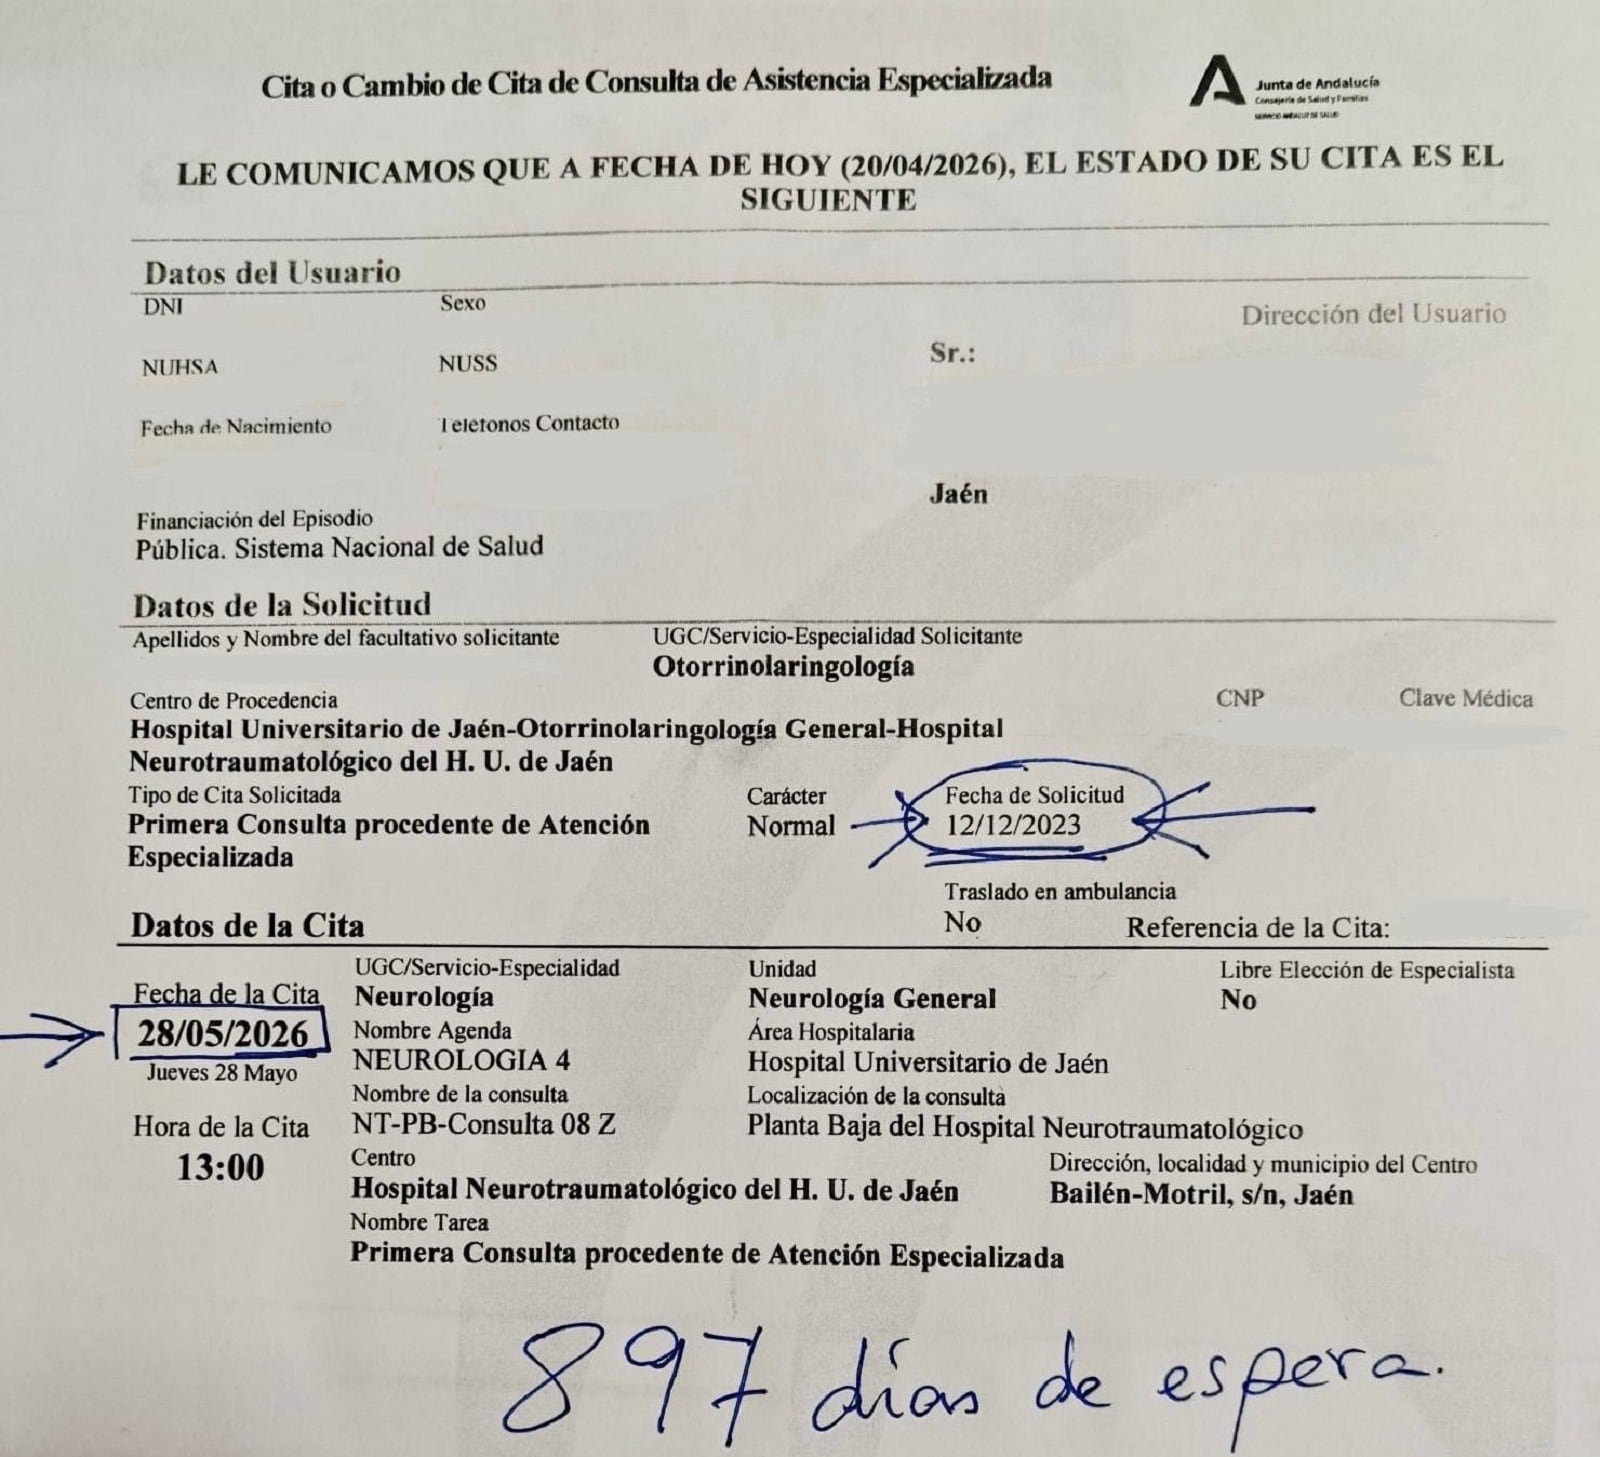 Cita o Cambio de Cita de Consulta de Asistencia Especializada
Junta de Andalucía
Consejería de Salud y Familias
SERVICIO ANDALUZ DE SALUD
LE COMUNICAMOS QUE A FECHA DE HOY (20/04/2026), EL ESTADO DE SU CITA ES EL
SIGUIENTE
Datos del Usuario
DNI Sexo
Dirección del Usuario
Sr.:
NUHSA NUSS
Fecha de Nacimiento Teléfonos Contacto
Jaén
Financiación del Episodio
Pública. Sistema Nacional de Salud
Datos de la Solicitud
Apellidos y Nombre del facultativo solicitante UGC/Servicio-Especialidad Solicitante
Otorrinolaringología
Centro de Procedencia CNP Clave Médica
Hospital Universitario de Jaén-Otorrinolaringología General-Hospital
Neurotraumatológico del H. U. de Jaén
Tipo de Cita Solicitada Carácter Fecha de Solicitud
Primera Consulta procedente de Atención Normal 12/12/2023
Especializada
Traslado en ambulancia
No
Datos de la Cita
Referencia de la Cita:
UGC/Servicio-Especialidad Unidad Libre Elección de Especialista
Fecha de la Cita Neurología Neurología General No
28/05/2026 Nombre Agenda Área Hospitalaria
NEUROLOGIA 4 Hospital Universitario de Jaén
Jueves 28 Mayo
Nombre de la consulta Localización de la consulta
Hora de la Cita NT-PB-Consulta 08 Z Planta Baja del Hospital Neurotraumatológico
13:00 Centro Dirección, localidad y municipio del Centro
Hospital Neurotraumatológico del H. U. de Jaén Bailén-Motril, s/n, Jaén
Nombre Tarea
Primera Consulta procedente de Atención Especializada
897 días de espera.